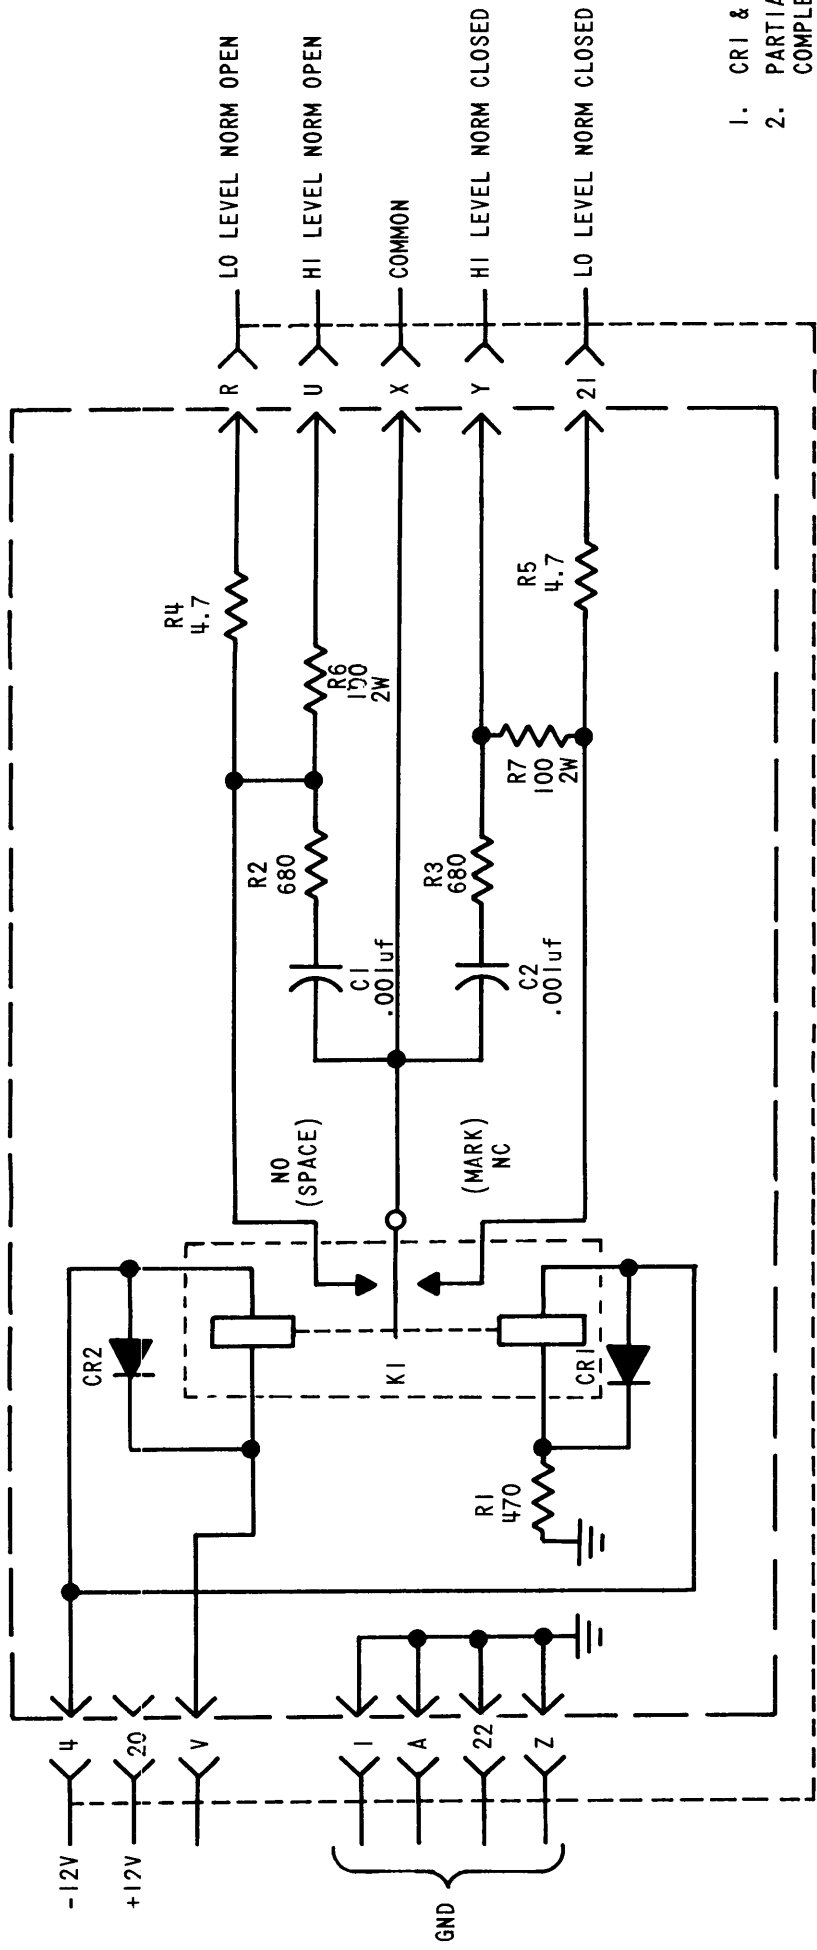 LO LEVEL NORM OPEN
HI LEVEL NORM OPEN
COMMON
HI LEVEL NORM CLOSED
LO LEVEL NORM CLOSED
R
U
X
Y
21
R4
4.7
R6
100
2W
R2
680
C1
.001uf
R3
680
C2
.001uf
R7
100
2W
R5
4.7
NO
(SPACE)
(MARK)
NC
CR2
K1
CR1
R1
470
4
20
V
1
A
22
Z
-12V
+12V
GND
1. CR1 &
2. PARTIA
COMPLE